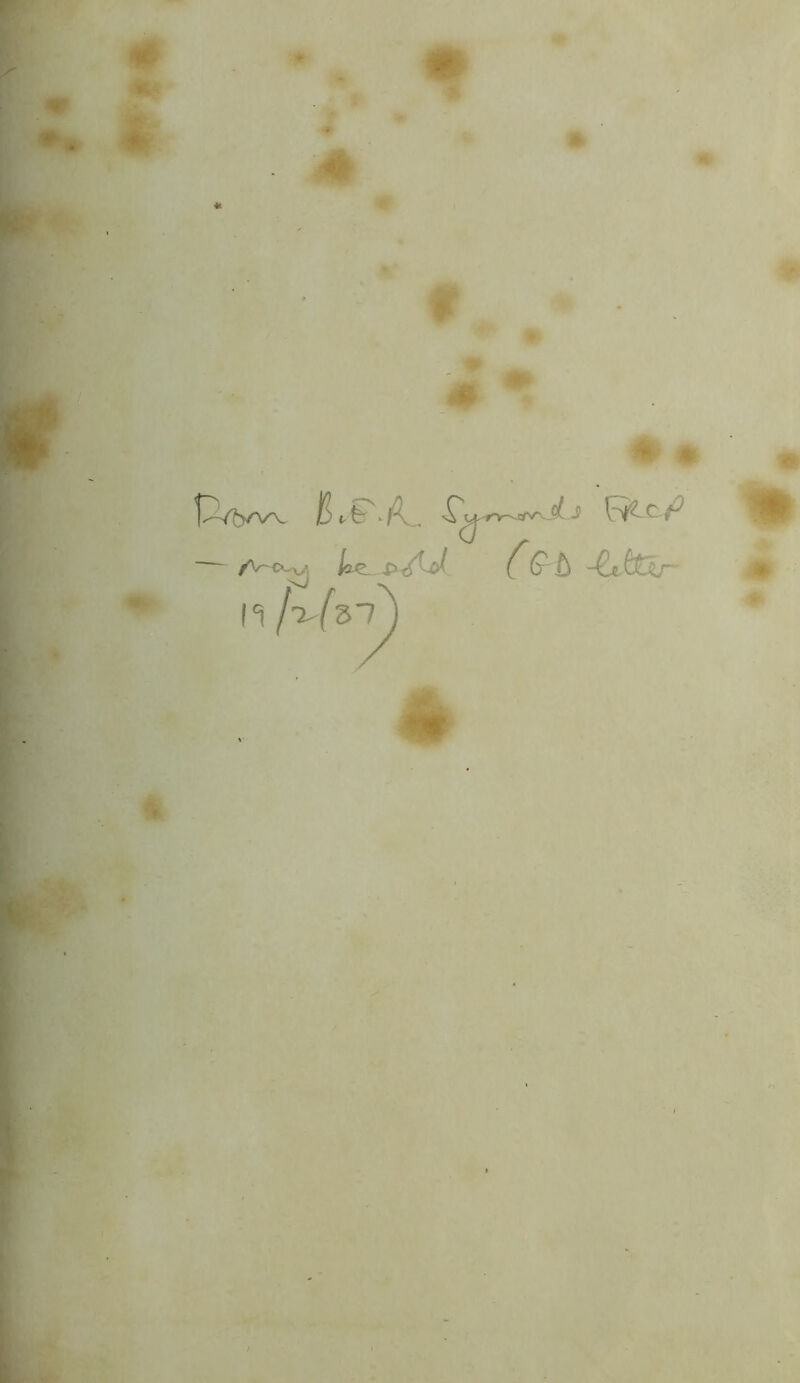 From B.E.R. Symonds Recd
— may be sold (G.D. letter
19/2/37)